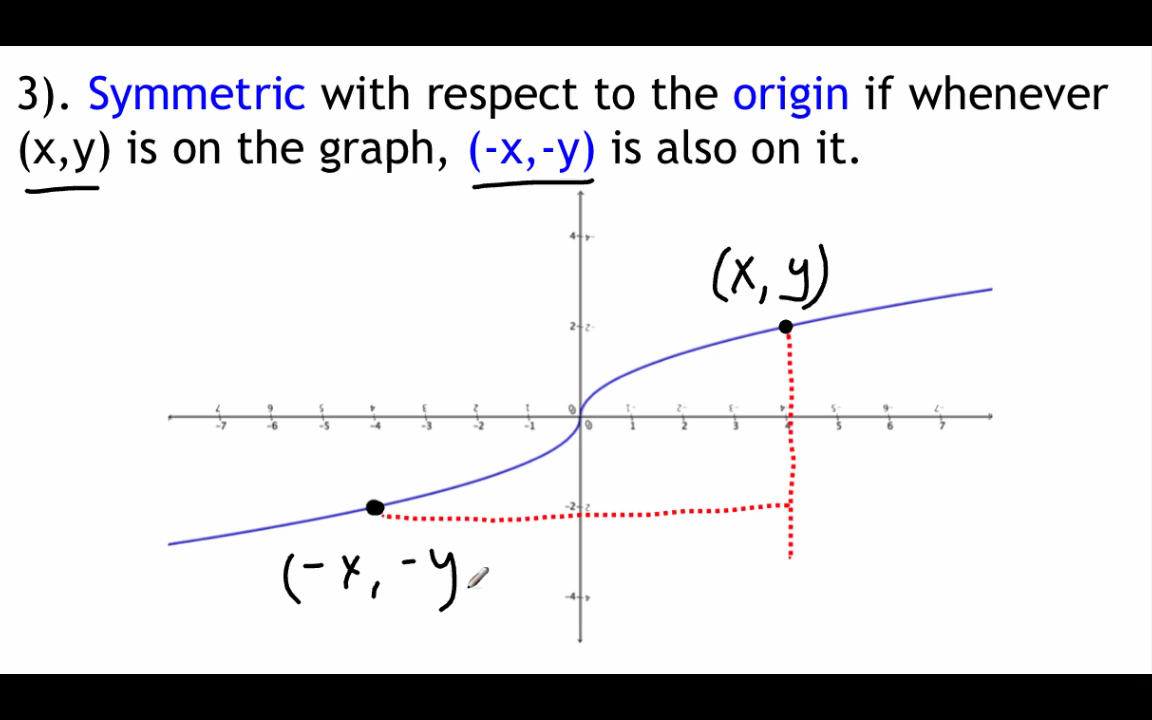 3). Symmetric with respect to the origin if whenever
(x,y) is on the graph, (-x,-y) is also on it.
4
(x, y)
2
0
-7 -6 -5 -4 -3 -2 -1 0 1 2 3 4 5 6 7
-2
(-x, -y
-4